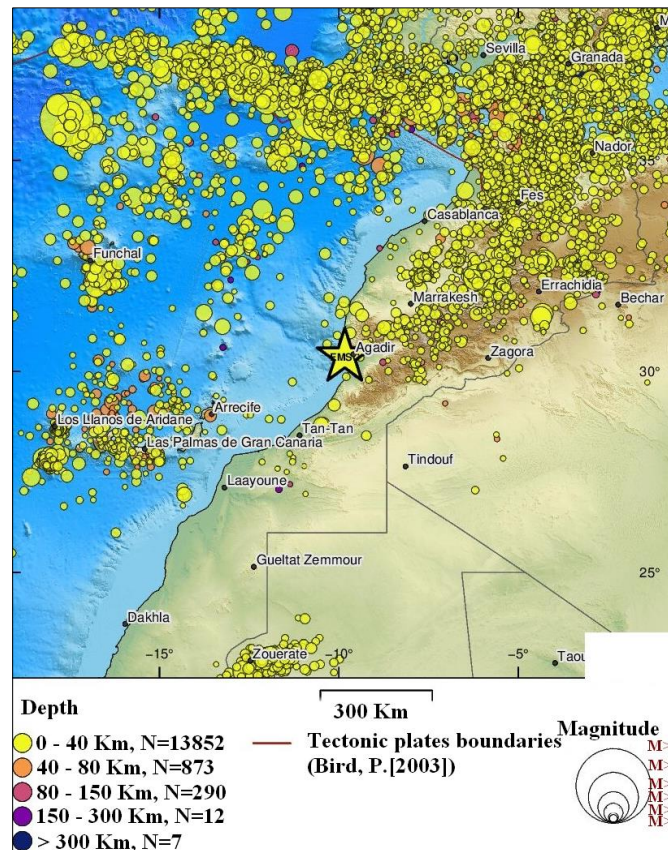 Sevilla
Granada
Nador
35°
Fes
Casablanca
Funchal
Errachidia
Marrakesh
Bechar
EMSC
Agadir
Zagora
30°
Arrecife
Los Llanos de Aridane
Tan-Tan
Las Palmas de Gran Canaria
Tindouf
Laayoune
Gueltat Zemmour
25°
Dakhla
-15°
-10°
-5°
Zouerate
Taou
Depth
300 Km
0 - 40 Km, N=13852
40 - 80 Km, N=873
80 - 150 Km, N=290
150 - 300 Km, N=12
> 300 Km, N=7
Tectonic plates boundaries
(Bird, P.[2003])
Magnitude
M>
M>
M>
M>
M>
M>